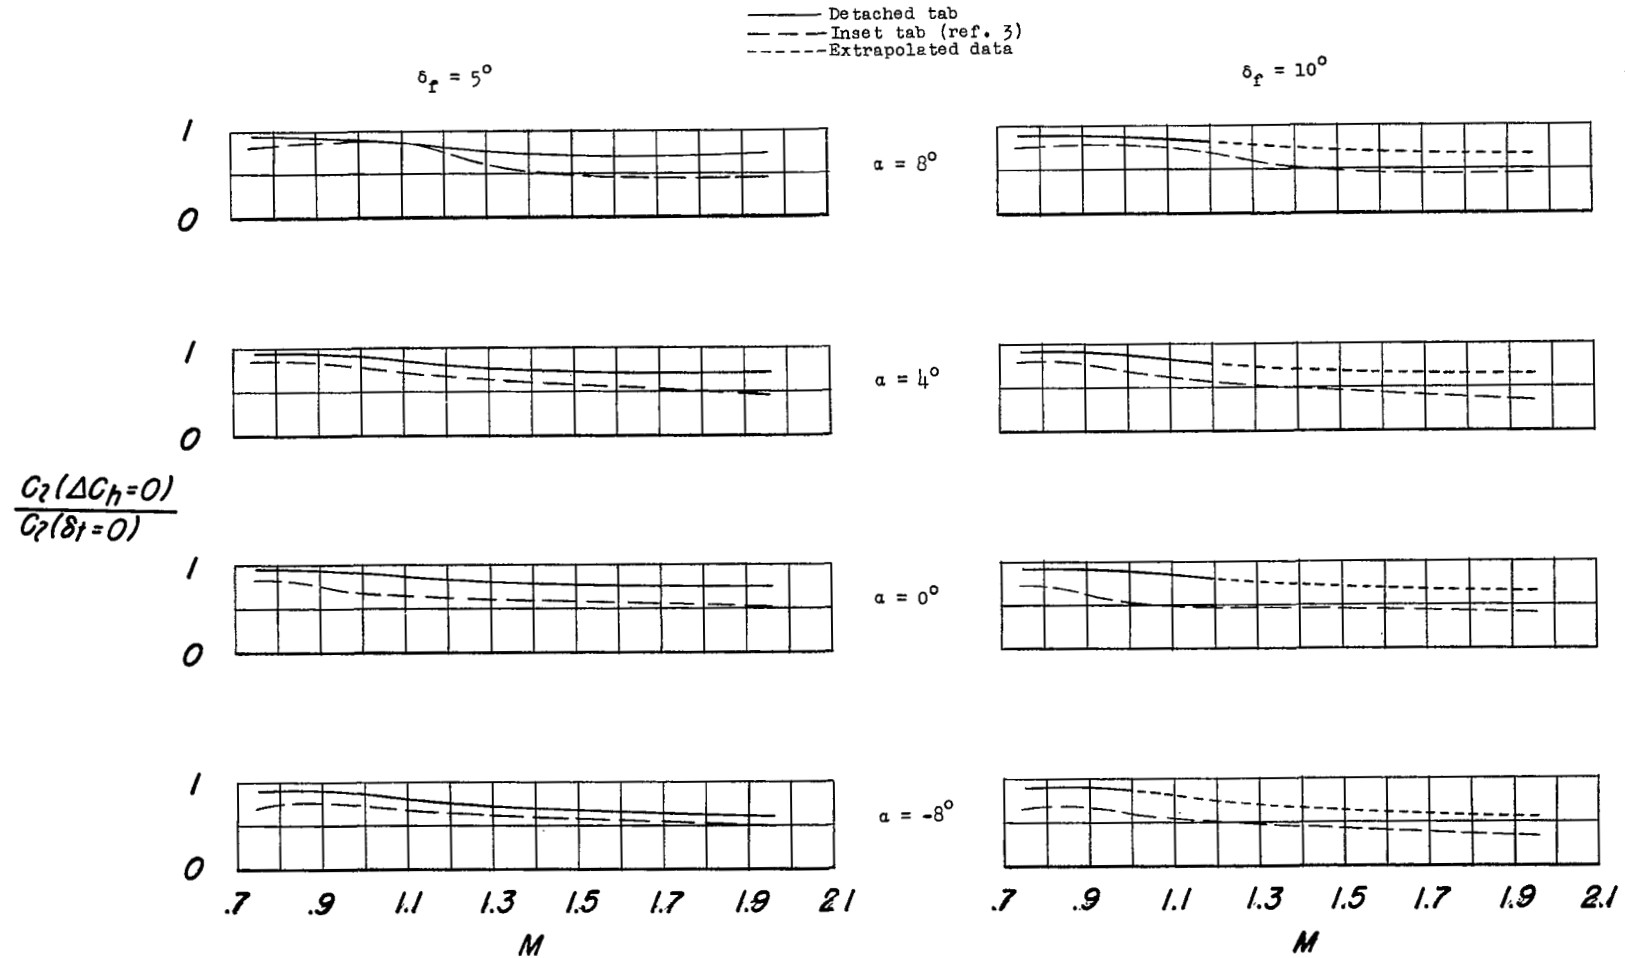 Detached tab
Inset tab (ref. 3)
Extrapolated data
δf = 5°
δf = 10°
1
α = 8°
0
1
α = 4°
0
Cl(ΔCh=0)
Cl(δt=0)
1
α = 0°
0
1
α = -8°
0
.7 .9 1.1 1.3 1.5 1.7 1.9 2.1
.7 .9 1.1 1.3 1.5 1.7 1.9 2.1
M
M